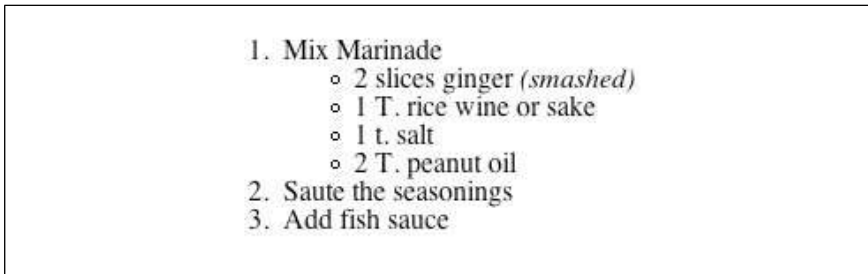 1. Mix Marinade
∘ 2 slices ginger (smashed)
∘ 1 T. rice wine or sake
∘ 1 t. salt
∘ 2 T. peanut oil
2. Saute the seasonings
3. Add fish sauce